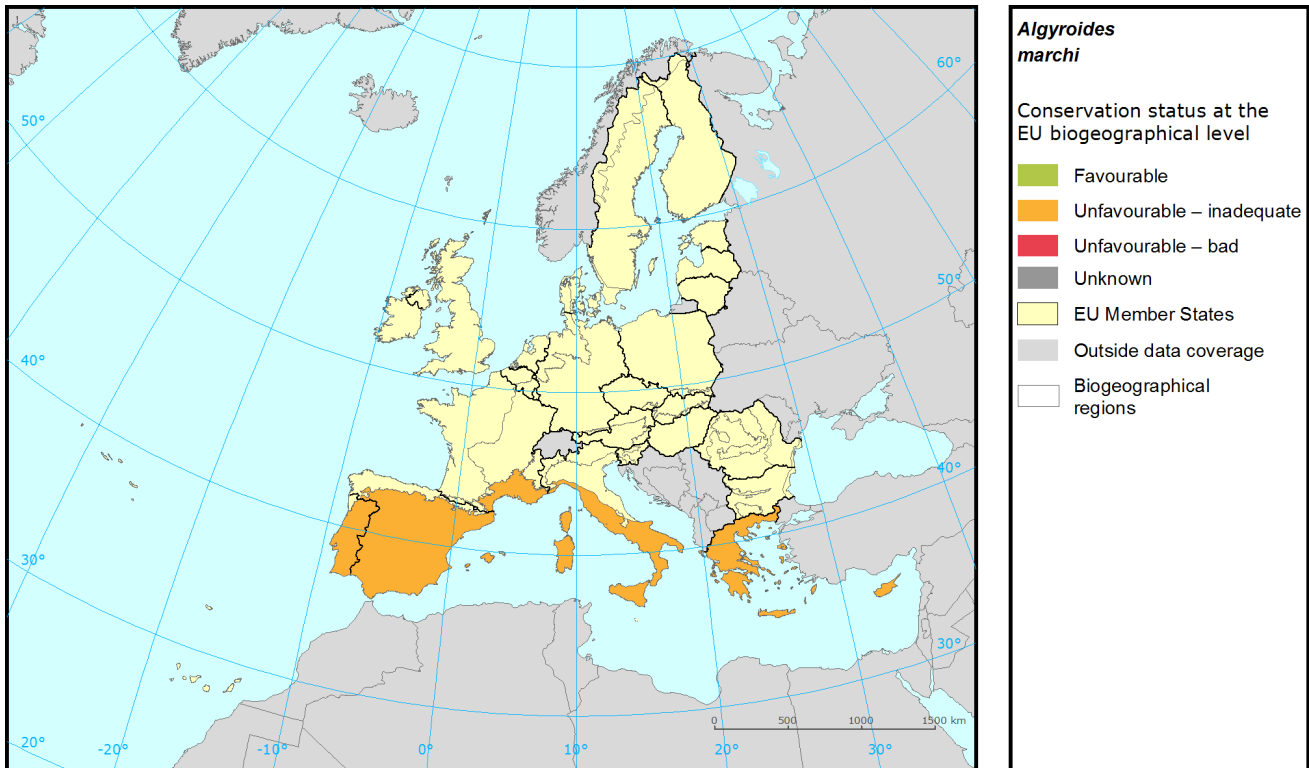 Algyroides
marchi
Conservation status at the
EU biogeographical level
Favourable
Unfavourable – inadequate
Unfavourable – bad
Unknown
EU Member States
Outside data coverage
Biogeographical
regions
60°
50°
50°
40°
40°
30°
30°
0 500 1000 1500 km
20° -20° -10° 0° 10° 20° 30°